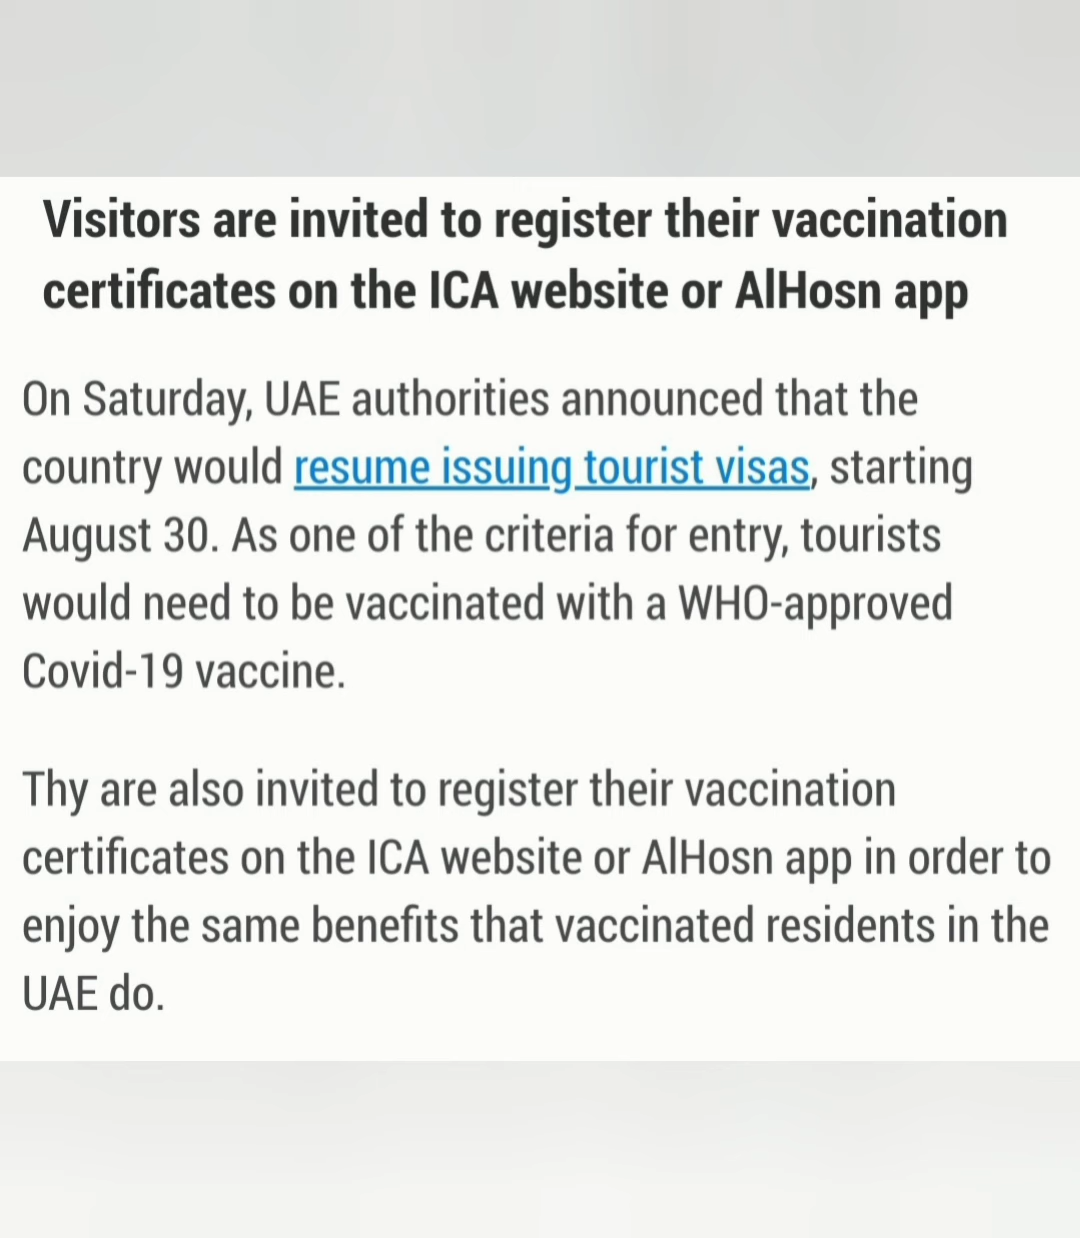 Visitors are invited to register their vaccination
certificates on the ICA website or AlHosn app
On Saturday, UAE authorities announced that the
country would resume issuing tourist visas, starting
August 30. As one of the criteria for entry, tourists
would need to be vaccinated with a WHO-approved
Covid-19 vaccine.
Thy are also invited to register their vaccination
certificates on the ICA website or AlHosn app in order to
enjoy the same benefits that vaccinated residents in the
UAE do.